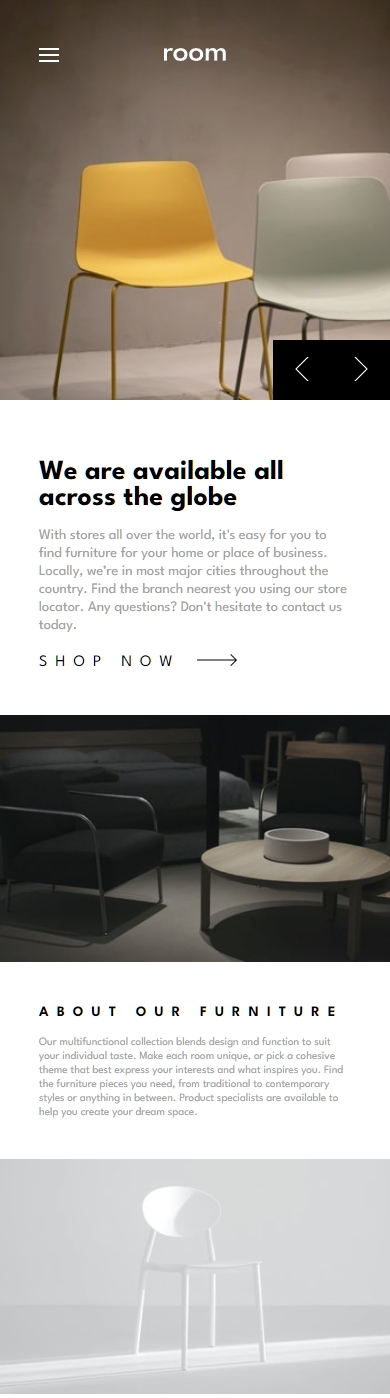 room
We are available all
across the globe
With stores all over the world, it's easy for you to
find furniture for your home or place of business.
Locally, we're in most major cities throughout the
country. Find the branch nearest you using our store
locator. Any questions? Don't hesitate to contact us
today.
SHOP NOW
ABOUT OUR FURNITURE
Our multifunctional collection blends design and function to suit
your individual taste. Make each room unique, or pick a cohesive
theme that best express your interests and what inspires you. Find
the furniture pieces you need, from traditional to contemporary
styles or anything in between. Product specialists are available to
help you create your dream space.